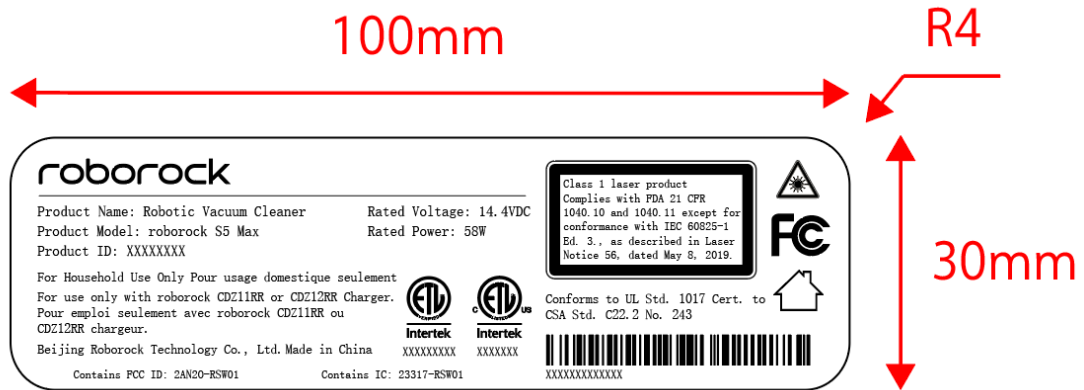 100mm
R4
roborock
Product Name: Robotic Vacuum Cleaner
Rated Voltage: 14.4VDC
Product Model: roborock S5 Max
Rated Power: 58W
Product ID: XXXXXXXX
For Household Use Only Pour usage domestique seulement
For use only with roborock CDZ11RR or CDZ12RR Charger.
Pour emploi seulement avec roborock CDZ11RR ou
CDZ12RR chargeur.
Beijing Roborock Technology Co., Ltd. Made in China
Contains FCC ID: 2AN2O-RSW01
Contains IC: 23317-RSW01
ETL
Intertek
XXXXXXXXX
C ETL US
Intertek
XXXXXXX
Class 1 laser product
Complies with FDA 21 CFR
1040.10 and 1040.11 except for
conformance with IEC 60825-1
Ed. 3., as described in Laser
Notice 56, dated May 8, 2019.
FC
Conforms to UL Std. 1017 Cert. to
CSA Std. C22.2 No. 243
XXXXXXXXXXXXX
30mm